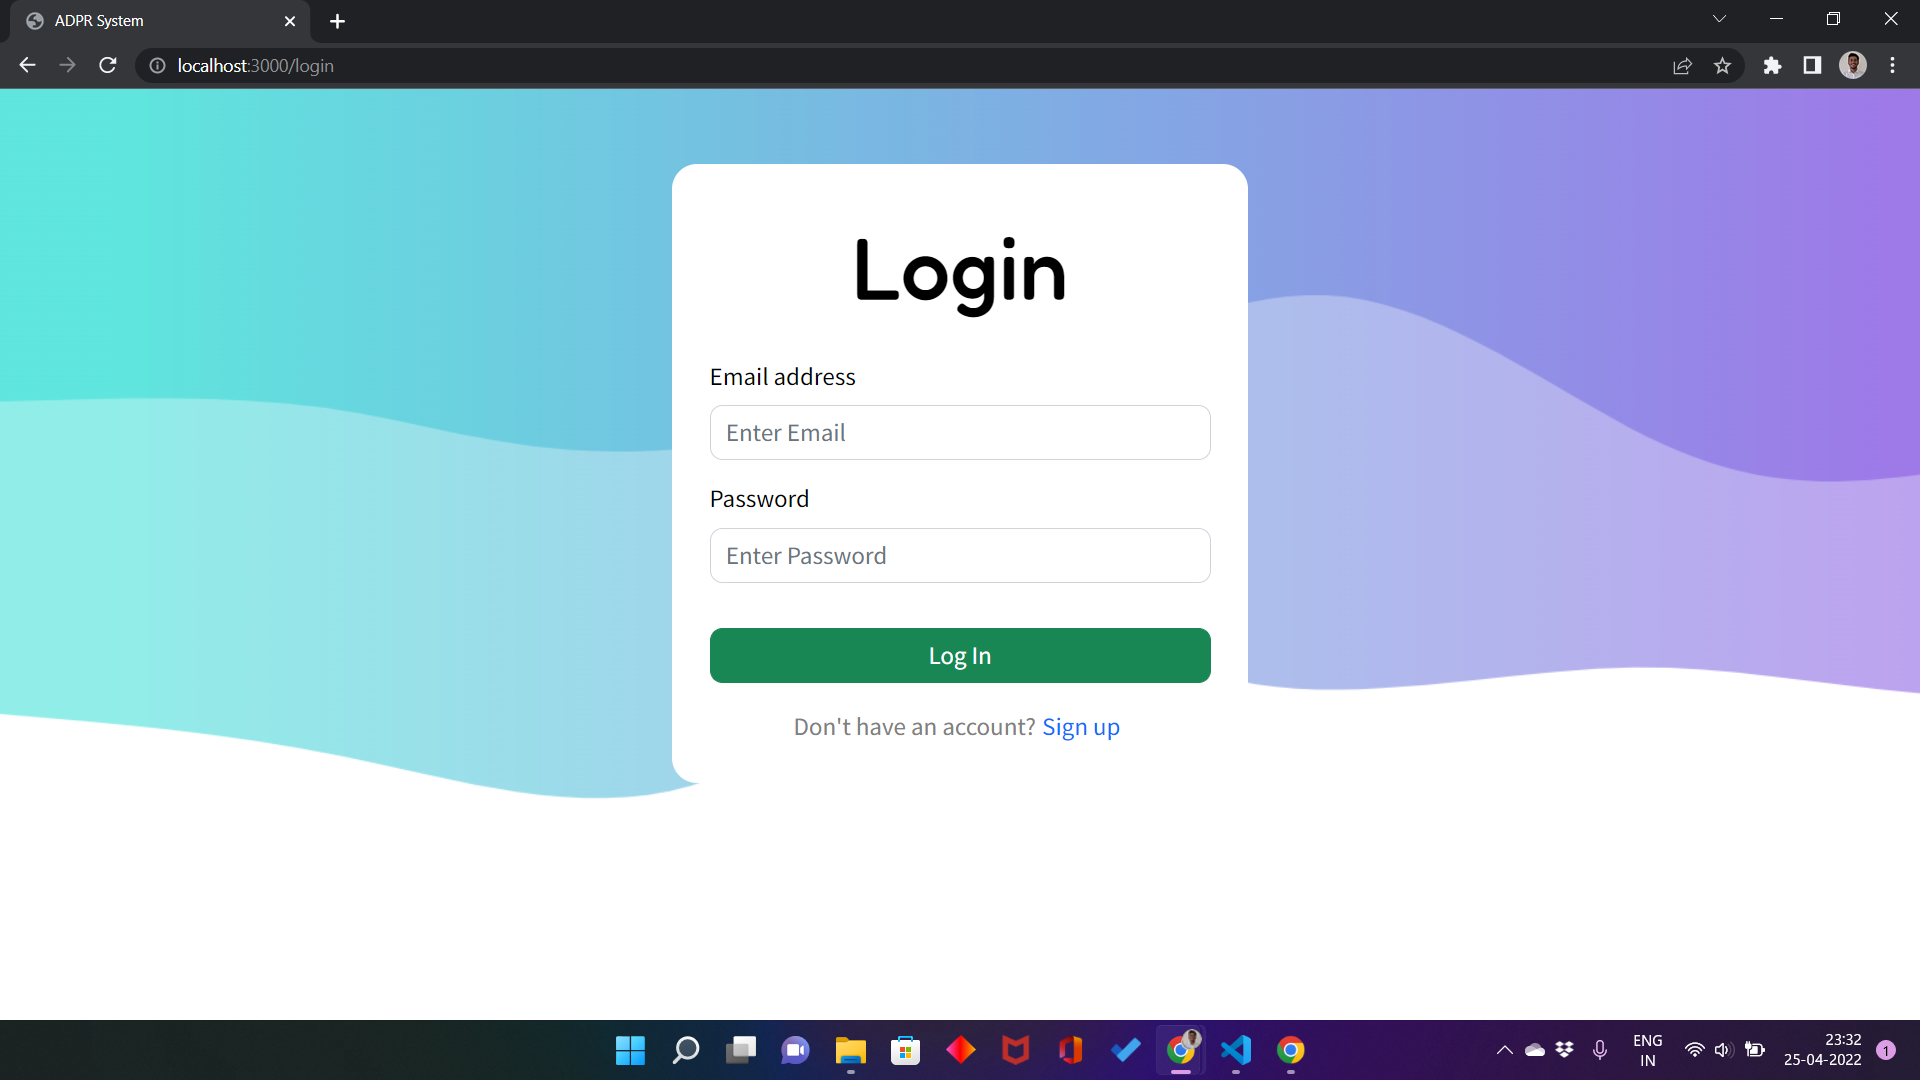 ADPR System
localhost:3000/login
Login
Email address
Enter Email
Password
Enter Password
Log In
Don't have an account? Sign up
ENG
IN
23:32
25-04-2022
1